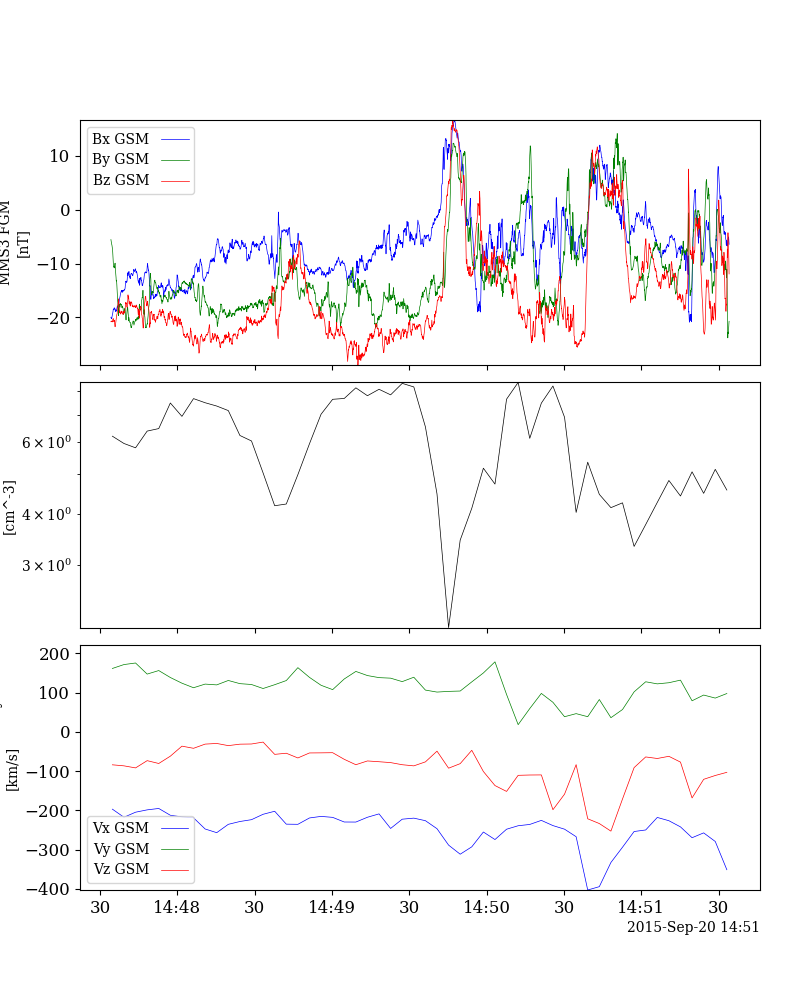 MMS3 FGM
[nT]
Bx GSM
By GSM
Bz GSM
10
0
−10
−20
[cm^-3]
6 × 10⁰
4 × 10⁰
3 × 10⁰
[km/s]
200
100
0
−100
−200
−300
−400
Vx GSM
Vy GSM
Vz GSM
30 14:48 30 14:49 30 14:50 30 14:51 30
2015-Sep-20 14:51